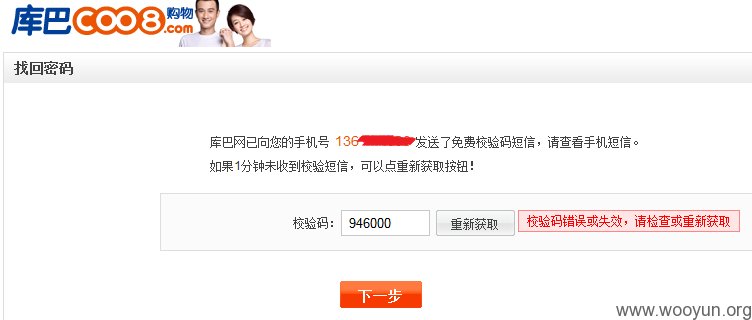 库巴COO8购物.com
找回密码
库巴网已向您的手机号 136 发送了免费校验码短信，请查看手机短信。
如果1分钟未收到校验短信，可以点重新获取按钮！
校验码： 946000 重新获取 校验码错误或失效，请检查或重新获取
下一步
www.wooyun.org